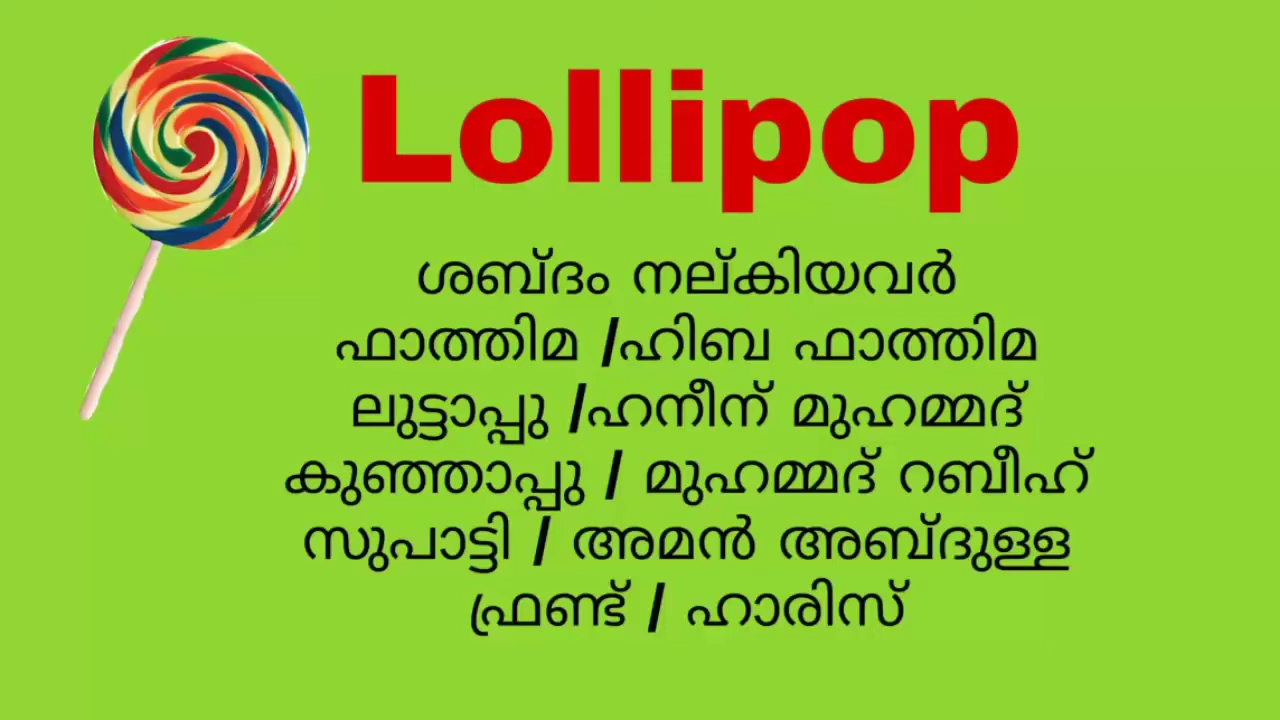 Lollipop
ശബ്ദം നല്കിയവർ
ഫാത്തിമ /ഹിബ ഫാത്തിമ
ലുട്ടാപ്പു /ഹനീന് മുഹമ്മദ്
കുഞ്ഞാപ്പു / മുഹമ്മദ് റബീഹ്
സുപാട്ടി / അമൻ അബ്ദുള്ള
ഫ്രണ്ട് / ഹാരിസ്